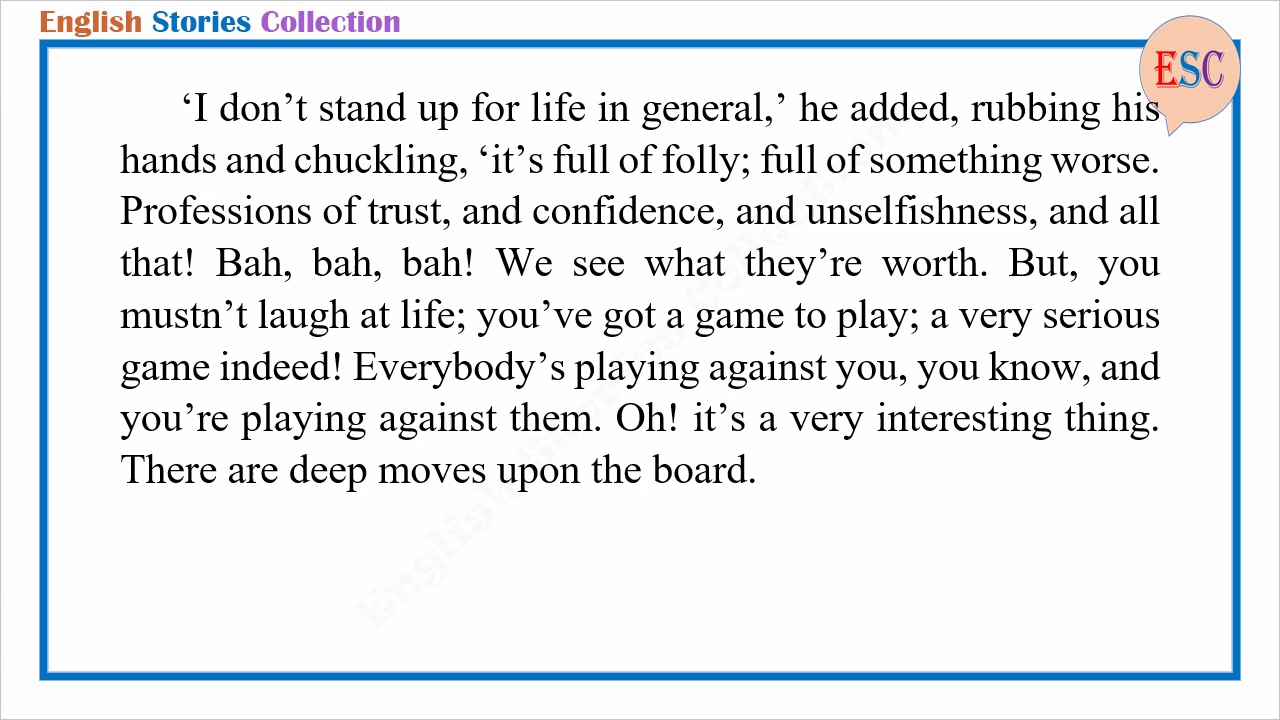 English Stories Collection
ESC
‘I don’t stand up for life in general,’ he added, rubbing his
hands and chuckling, ‘it’s full of folly; full of something worse.
Professions of trust, and confidence, and unselfishness, and all
that! Bah, bah, bah! We see what they’re worth. But, you
mustn’t laugh at life; you’ve got a game to play; a very serious
game indeed! Everybody’s playing against you, you know, and
you’re playing against them. Oh! it’s a very interesting thing.
There are deep moves upon the board.
English Stories Collection